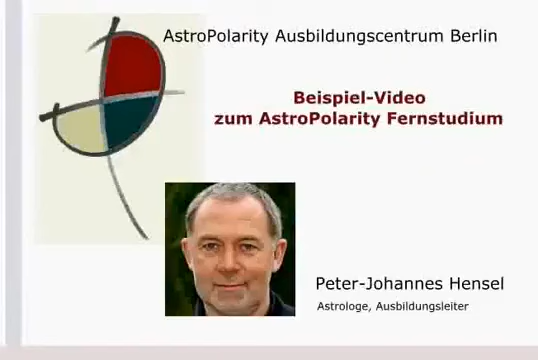 AstroPolarity Ausbildungscentrum Berlin
Beispiel-Video
zum AstroPolarity Fernstudium
Peter-Johannes Hensel
Astrologe, Ausbildungsleiter